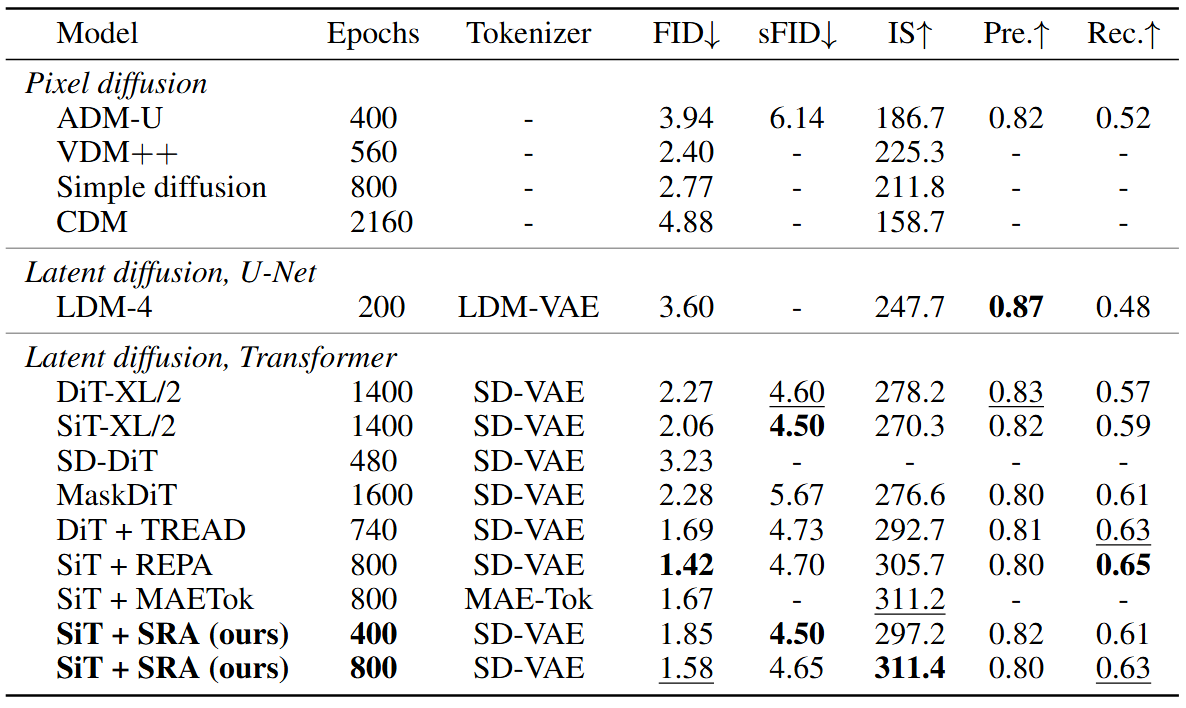 Model Epochs Tokenizer FID↓ sFID↓ IS↑ Pre.↑ Rec.↑
Pixel diffusion
ADM-U 400 - 3.94 6.14 186.7 0.82 0.52
VDM++ 560 - 2.40 - 225.3 - -
Simple diffusion 800 - 2.77 - 211.8 - -
CDM 2160 - 4.88 - 158.7 - -
Latent diffusion, U-Net
LDM-4 200 LDM-VAE 3.60 - 247.7 0.87 0.48
Latent diffusion, Transformer
DiT-XL/2 1400 SD-VAE 2.27 4.60 278.2 0.83 0.57
SiT-XL/2 1400 SD-VAE 2.06 4.50 270.3 0.82 0.59
SD-DiT 480 SD-VAE 3.23 - - - -
MaskDiT 1600 SD-VAE 2.28 5.67 276.6 0.80 0.61
DiT + TREAD 740 SD-VAE 1.69 4.73 292.7 0.81 0.63
SiT + REPA 800 SD-VAE 1.42 4.70 305.7 0.80 0.65
SiT + MAETok 800 MAE-Tok 1.67 - 311.2 - -
SiT + SRA (ours) 400 SD-VAE 1.85 4.50 297.2 0.82 0.61
SiT + SRA (ours) 800 SD-VAE 1.58 4.65 311.4 0.80 0.63